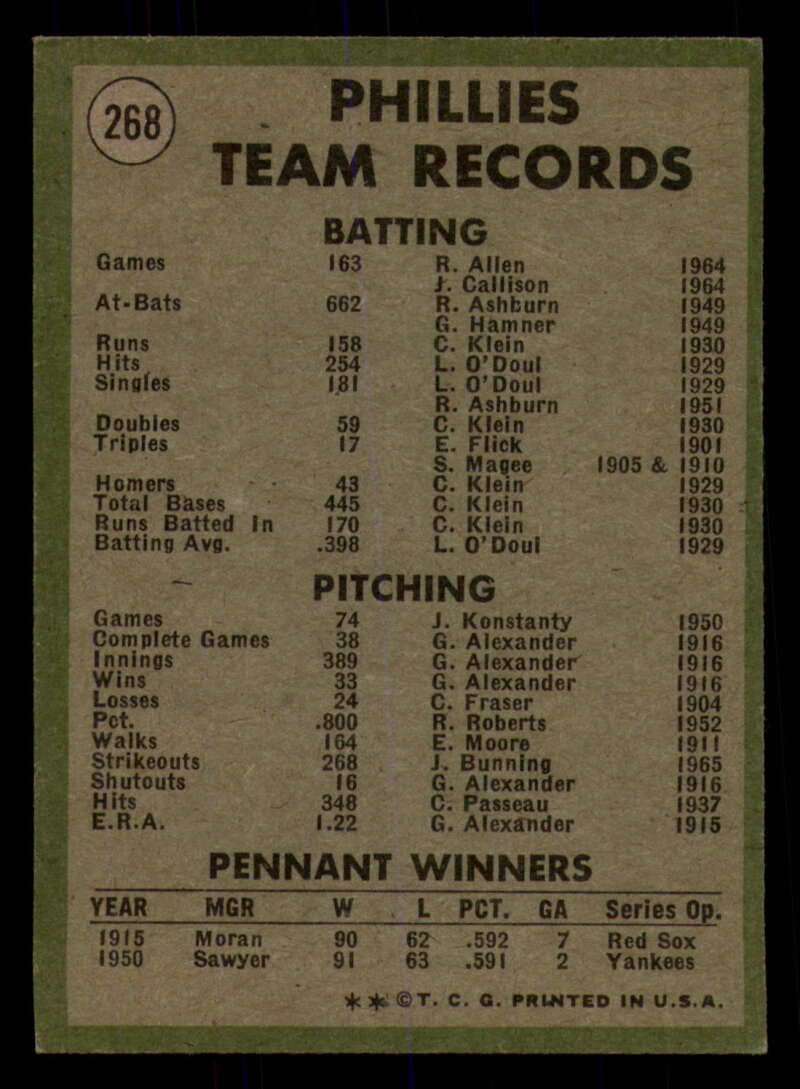 268
PHILLIES
TEAM RECORDS
BATTING
Games 163 R. Allen 1964
J. Callison 1964
At-Bats 662 R. Ashburn 1949
G. Hamner 1949
Runs 158 C. Klein 1930
Hits 254 L. O'Doul 1929
Singles 181 L. O'Doul 1929
R. Ashburn 1951
Doubles 59 C. Klein 1930
Triples 17 E. Flick 1901
S. Magee 1905 & 1910
Homers 43 C. Klein 1929
Total Bases 445 C. Klein 1930
Runs Batted In 170 C. Klein 1930
Batting Avg. .398 L. O'Doul 1929
PITCHING
Games 74 J. Konstanty 1950
Complete Games 38 G. Alexander 1916
Innings 389 G. Alexander 1916
Wins 33 G. Alexander 1916
Losses 24 C. Fraser 1904
Pct. .800 R. Roberts 1952
Walks 164 E. Moore 1911
Strikeouts 268 J. Bunning 1965
Shutouts 16 G. Alexander 1916
Hits 348 C. Passeau 1937
E.R.A. 1.22 G. Alexander 1915
PENNANT WINNERS
YEAR MGR W L PCT. GA Series Op.
1915 Moran 90 62 .592 7 Red Sox
1950 Sawyer 91 63 .591 2 Yankees
** ©T. C. G. PRINTED IN U.S.A.